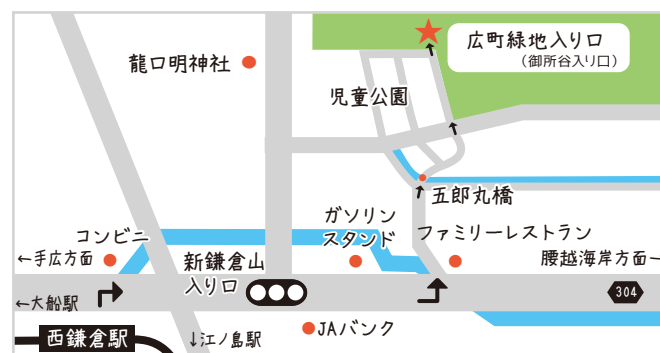 龍口明神社
広町緑地入り口
(御所谷入り口)
児童公園
五郎丸橋
ガソリン
スタンド
ファミリーレストラン
コンビニ
←手広方面
新鎌倉山
入り口
腰越海岸方面→
←大船駅
304
西鎌倉駅
↓江ノ島駅
JAバンク